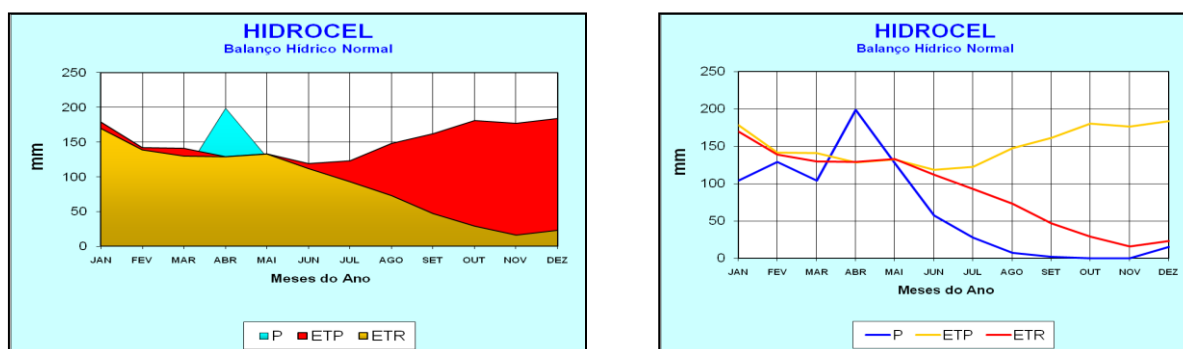 HIDROCEL
Balanço Hídrico Normal
250
200
150
100
50
0
mm
JAN FEV MAR ABR MAI JUN JUL AGO SET OUT NOV DEZ
Meses do Ano
P ETP ETR
HIDROCEL
Balanço Hídrico Normal
250
200
150
100
50
0
mm
JAN FEV MAR ABR MAI JUN JUL AGO SET OUT NOV DEZ
Meses do Ano
P ETP ETR